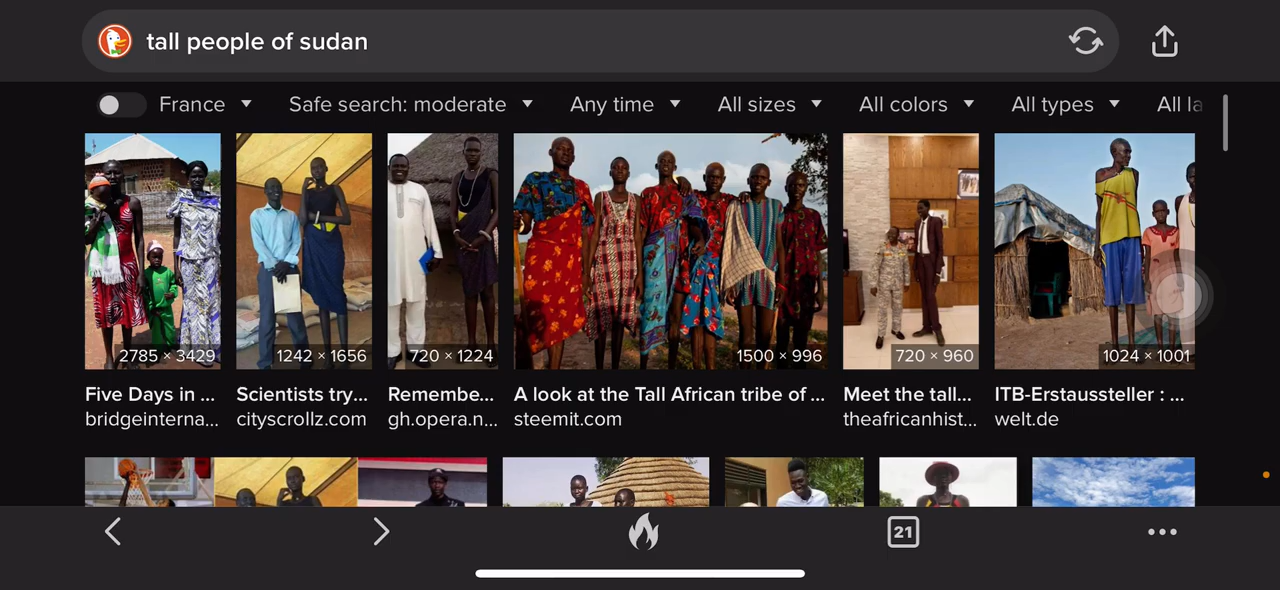 tall people of sudan
France
Safe search: moderate
Any time
All sizes
All colors
All types
All la
2785 × 3429
1242 × 1656
720 × 1224
1500 × 996
720 × 960
1024 × 1001
Five Days in ...
Scientists try...
Remembe...
A look at the Tall African tribe of ...
Meet the tall...
ITB-Erstaussteller : ...
bridgeinterna...
cityscrollz.com
gh.opera.n...
steemit.com
theafricanhist...
welt.de
21